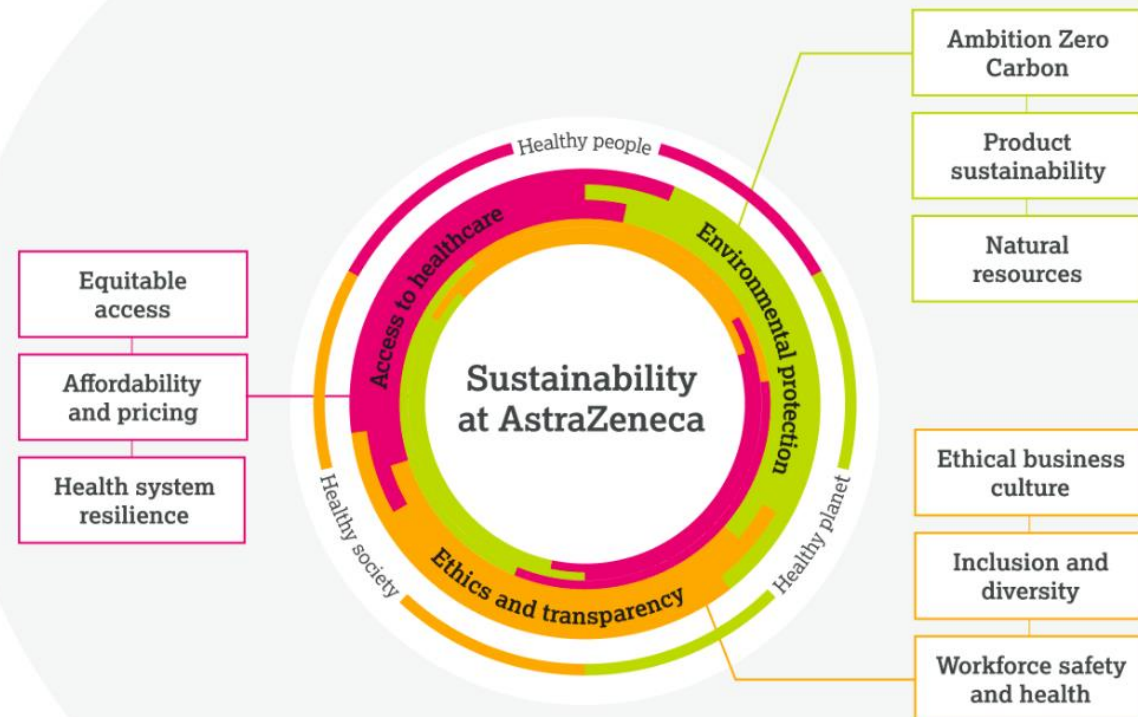 Ambition Zero
Carbon
Product
sustainability
Natural
resources
Healthy people
Access to healthcare
Environmental protection
Equitable
access
Affordability
and pricing
Health system
resilience
Sustainability
at AstraZeneca
Healthy society
Ethics and transparency
Healthy planet
Ethical business
culture
Inclusion and
diversity
Workforce safety
and health